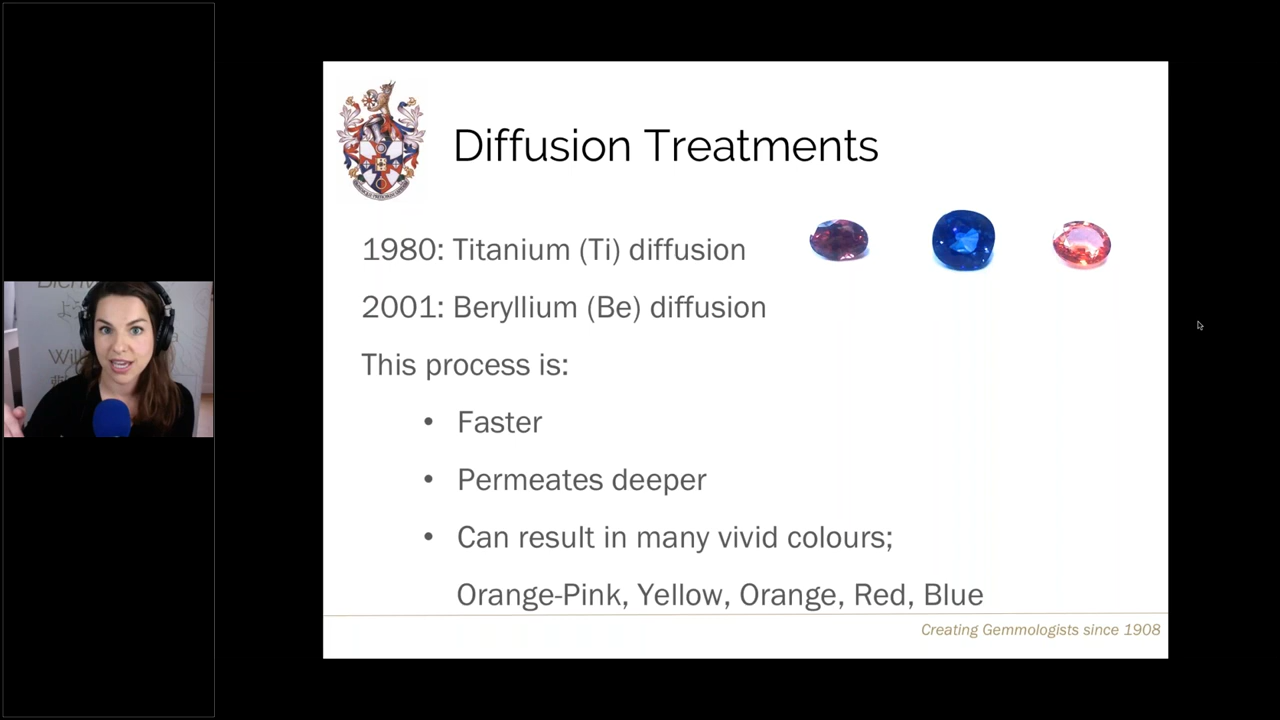 Diffusion Treatments
1980: Titanium (Ti) diffusion
2001: Beryllium (Be) diffusion
This process is:
• Faster
• Permeates deeper
• Can result in many vivid colours;
Orange-Pink, Yellow, Orange, Red, Blue
Creating Gemmologists since 1908